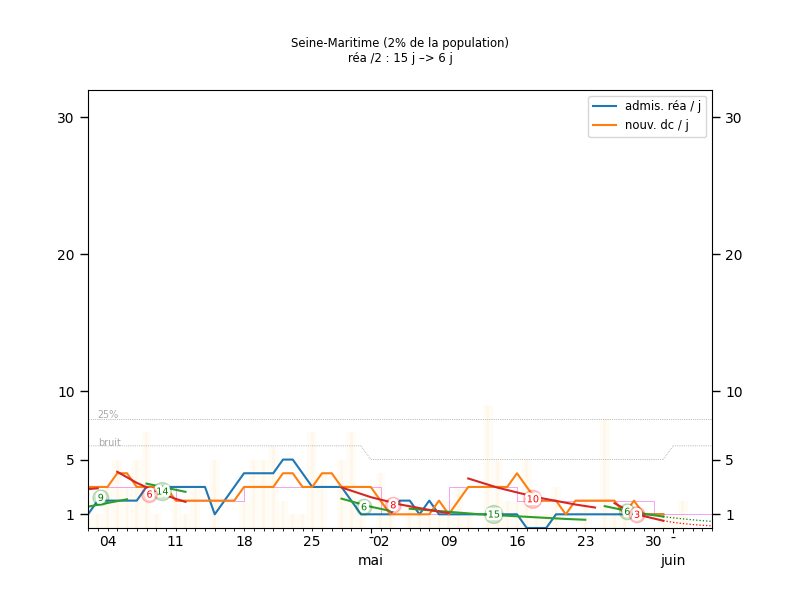 Seine-Maritime (2% de la population)
réa /2 : 15 j –> 6 j
admis. réa / j
nouv. dc / j
30 30
20 20
10 10
25%
bruit
5 5
1 1
9 6 14 6 8 15 10 6 3
04 11 18 25 02 09 16 23 30
mai juin